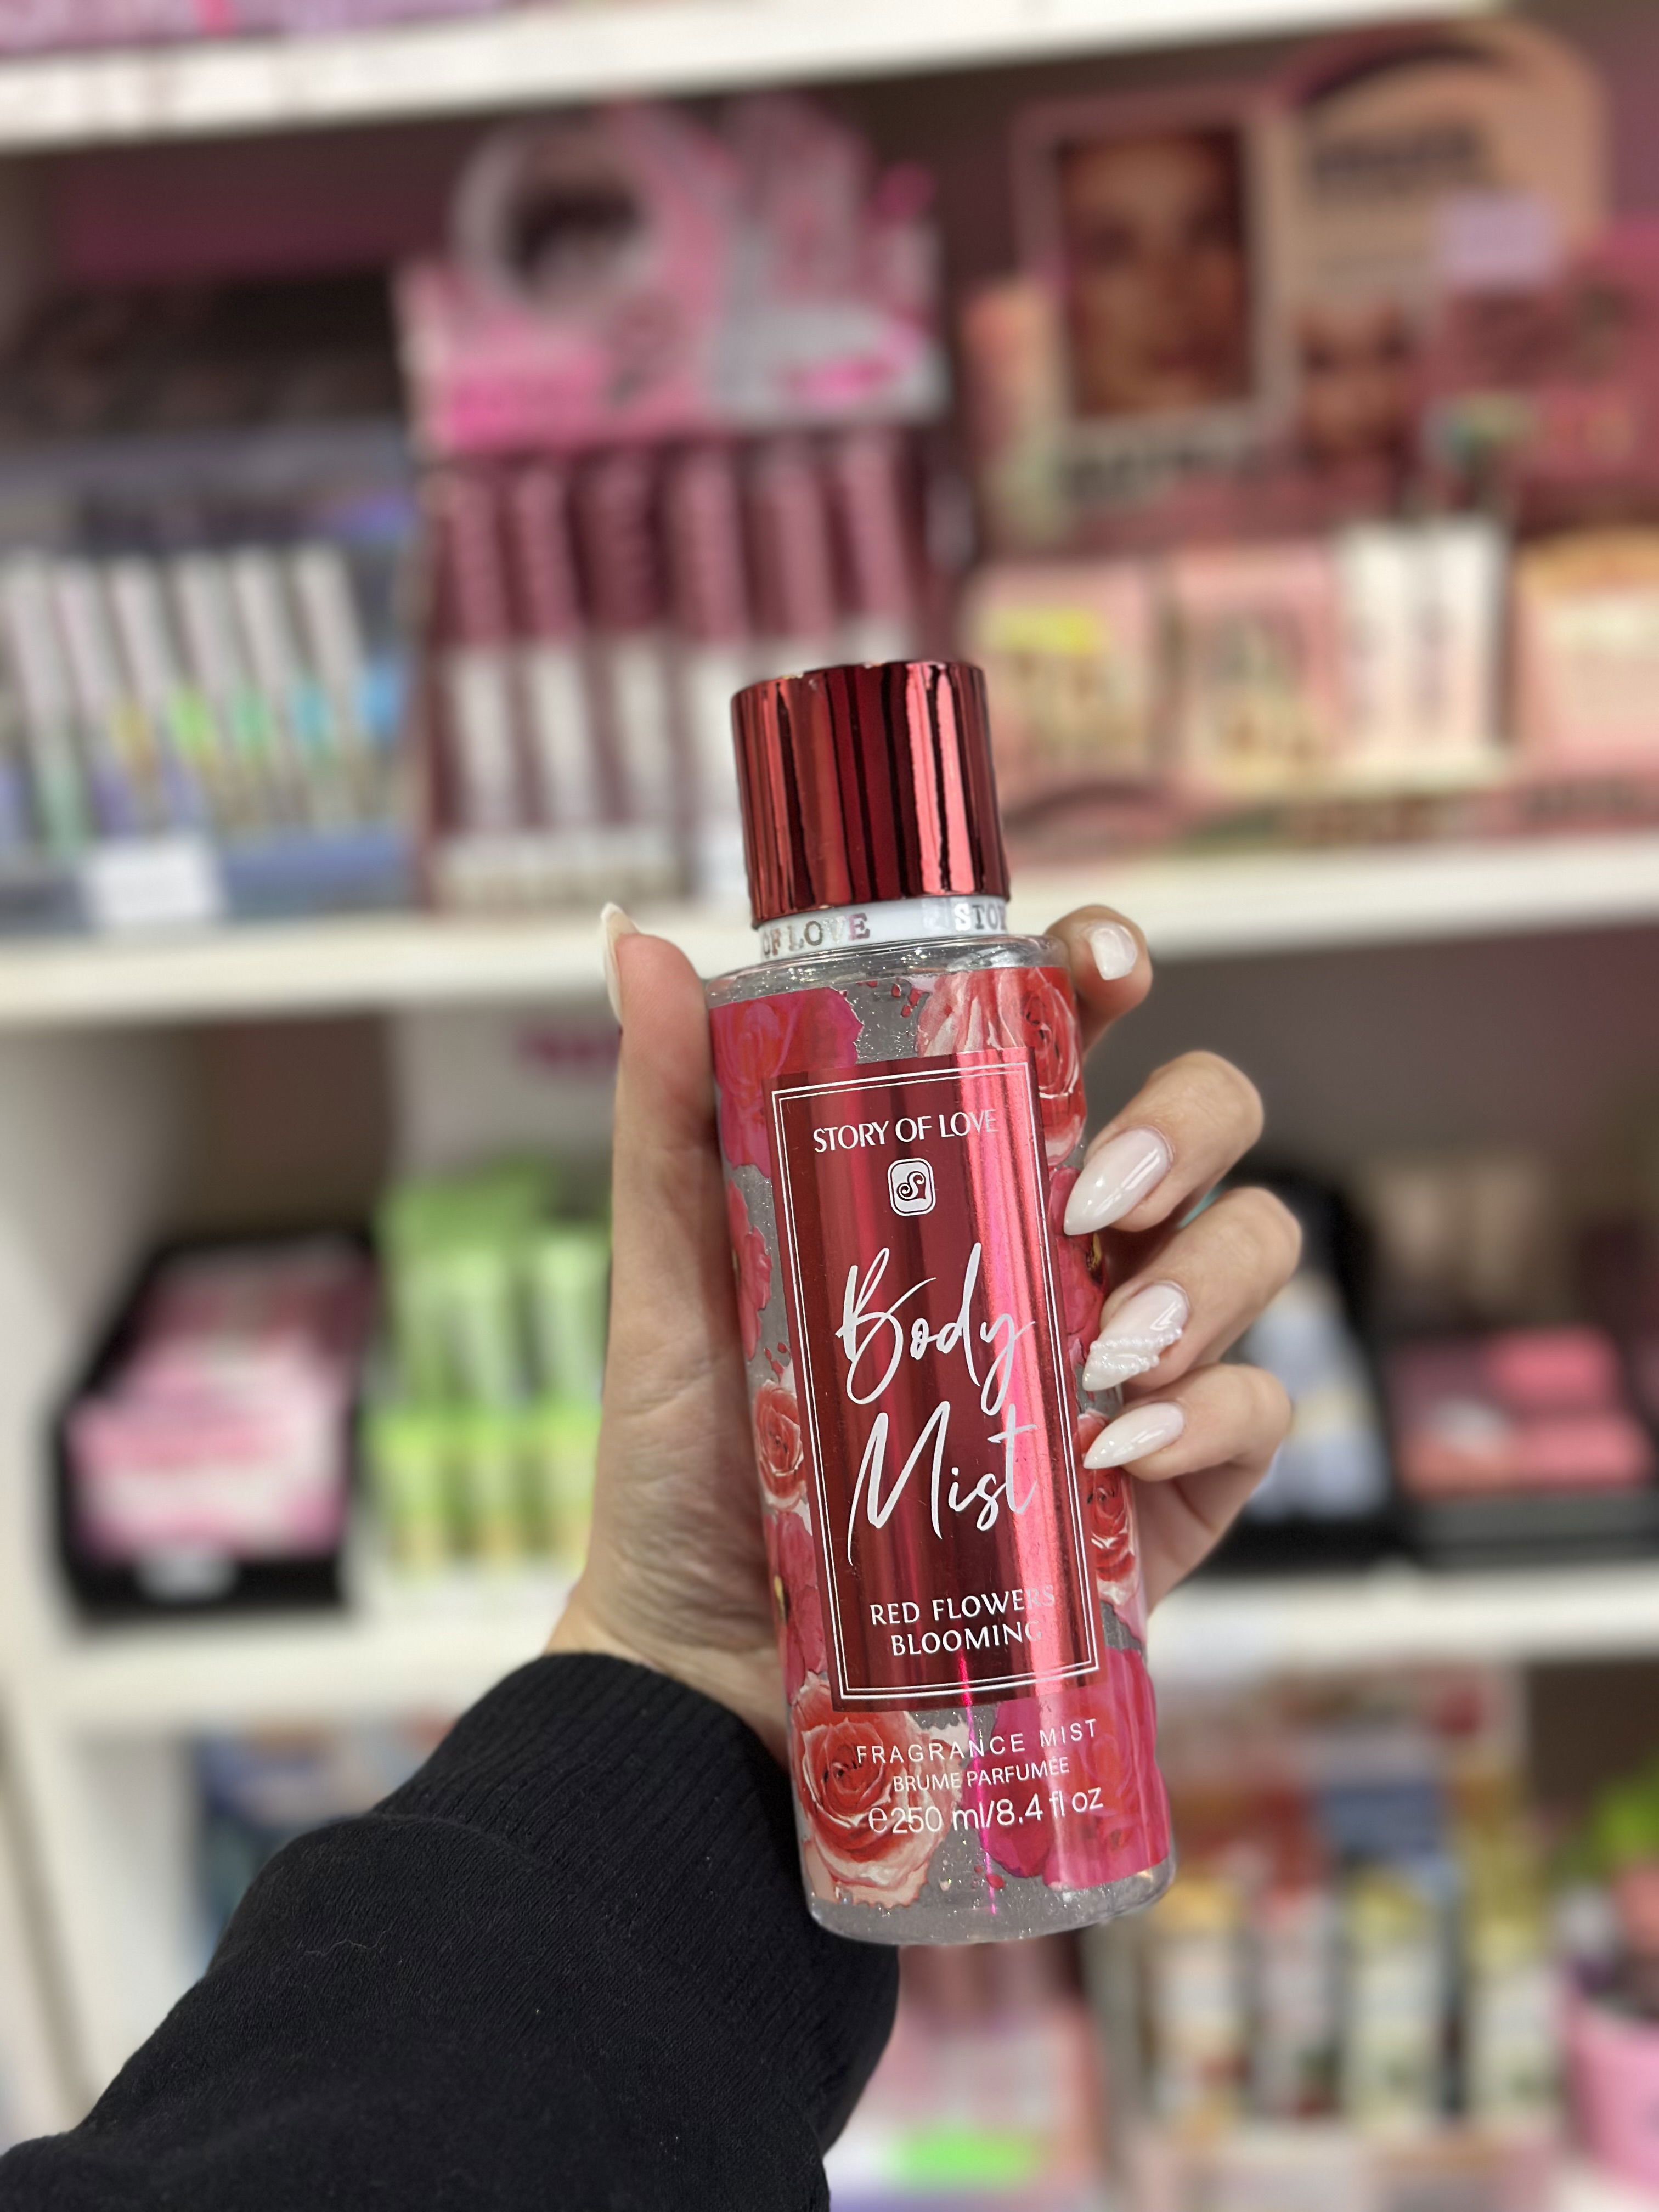 OF LOVE STO
STORY OF LOVE
Body
Mist
RED FLOWERS
BLOOMING
FRAGRANCE MIST
BRUME PARFUMÉE
℮250 ml/8.4 fl oz